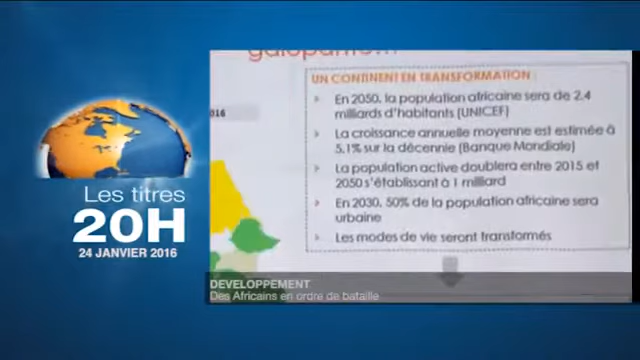 UN CONTINENT EN TRANSFORMATION :
En 2050, la population africaine sera de 2,4
milliards d'habitants (UNICEF)
La croissance annuelle moyenne est estimée à
5,1% sur la décennie (Banque Mondiale)
La population active doublera entre 2015 et
2050 s'établissant à 1 milliard
En 2030, 50% de la population africaine sera
urbaine
Les modes de vie seront transformés
016
Les titres
20H
24 JANVIER 2016
DEVELOPPEMENT
Des Africains en ordre de bataille